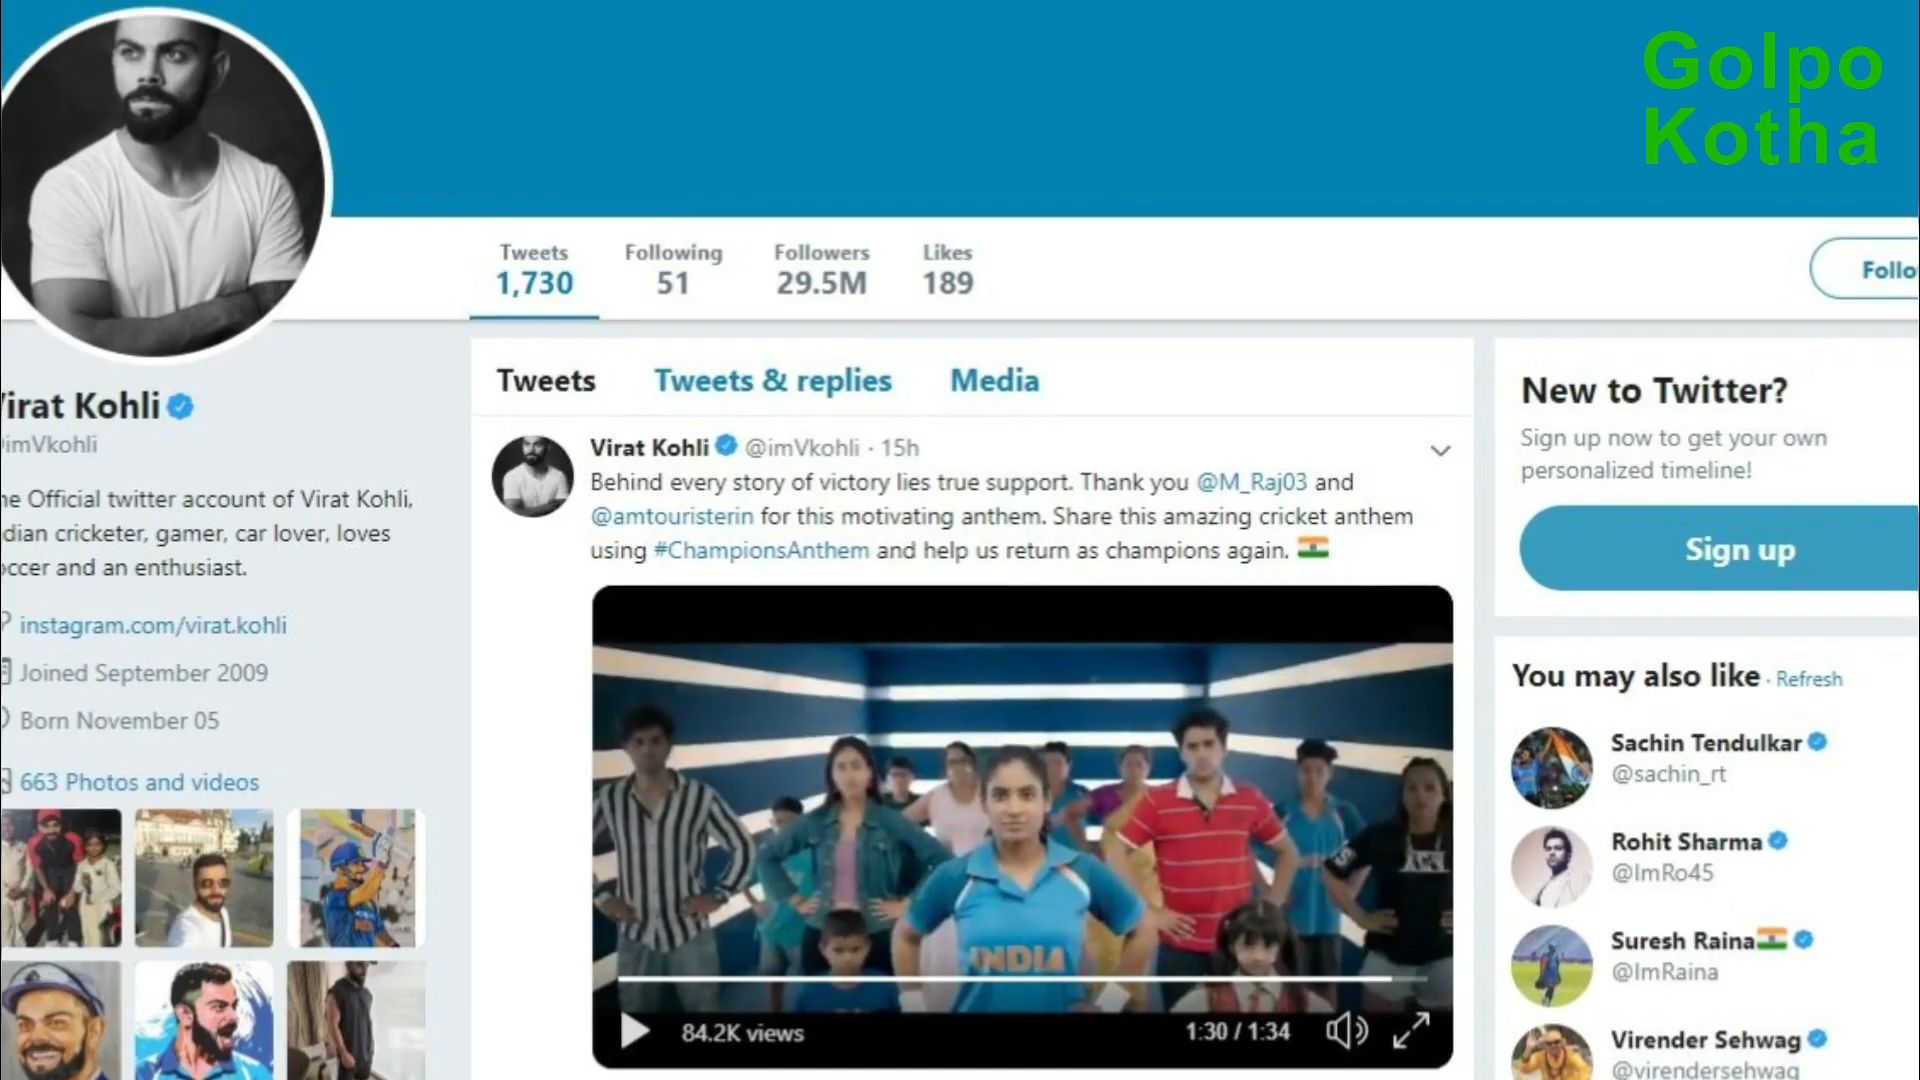 Golpo
Kotha
Tweets
1,730
Following
51
Followers
29.5M
Likes
189
Follo
irat Kohli
imVkohli
he Official twitter account of Virat Kohli,
dian cricketer, gamer, car lover, loves
occer and an enthusiast.
instagram.com/virat.kohli
Joined September 2009
Born November 05
663 Photos and videos
Tweets
Tweets & replies
Media
Virat Kohli @imVkohli · 15h
Behind every story of victory lies true support. Thank you @M_Raj03 and
@amtouristerin for this motivating anthem. Share this amazing cricket anthem
using #ChampionsAnthem and help us return as champions again.
INDIA
84.2K views
1:30 / 1:34
New to Twitter?
Sign up now to get your own
personalized timeline!
Sign up
You may also like · Refresh
Sachin Tendulkar
@sachin_rt
Rohit Sharma
@ImRo45
Suresh Raina
@ImRaina
Virender Sehwag
@virendersehwag